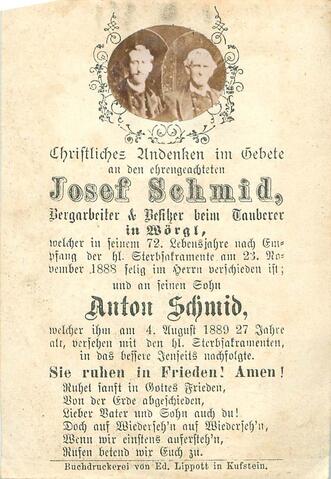 Christliches Andenken im Gebete
an den ehrengeachteten
Josef Schmid,
Bergarbeiter & Besitzer beim Tauberer
in Wörgl,
welcher in seinem 72. Lebensjahre nach Em-
pfang der hl. Sterbsakramente am 23. No-
vember 1888 selig im Herrn verschieden ist;
und an seinen Sohn
Anton Schmid,
welcher ihm am 4. August 1889 27 Jahre
alt, versehen mit den hl. Sterbsakramenten,
in das bessere Jenseits nachfolgte.
Sie ruhen in Frieden! Amen!
Ruhet sanft in Gottes Frieden,
Von der Erde abgeschieden,
Lieber Vater und Sohn auch du!
Doch auf Wiederseh'n auf Wiederseh'n,
Wenn wir einstens aufersteh'n,
Rufen betend wir Euch zu.
Buchdruckerei von Ed. Lippott in Kufstein.